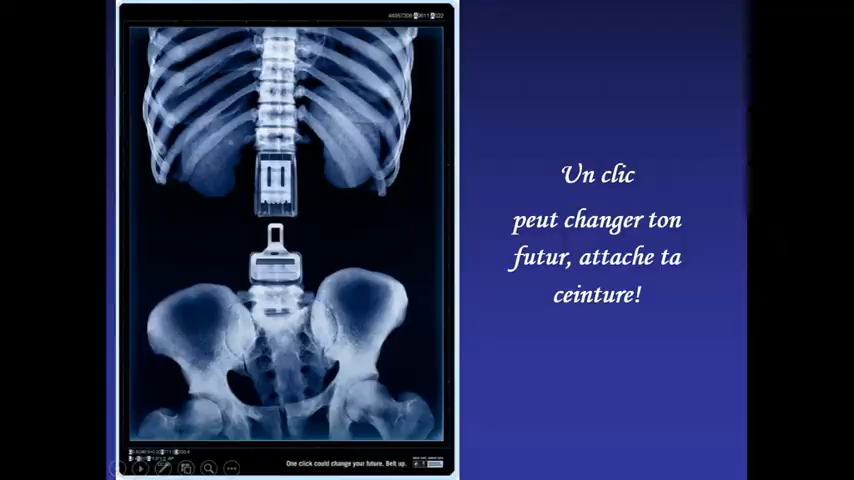 Un clic
peut changer ton
futur, attache ta
ceinture!
One click could change your future. Belt up.